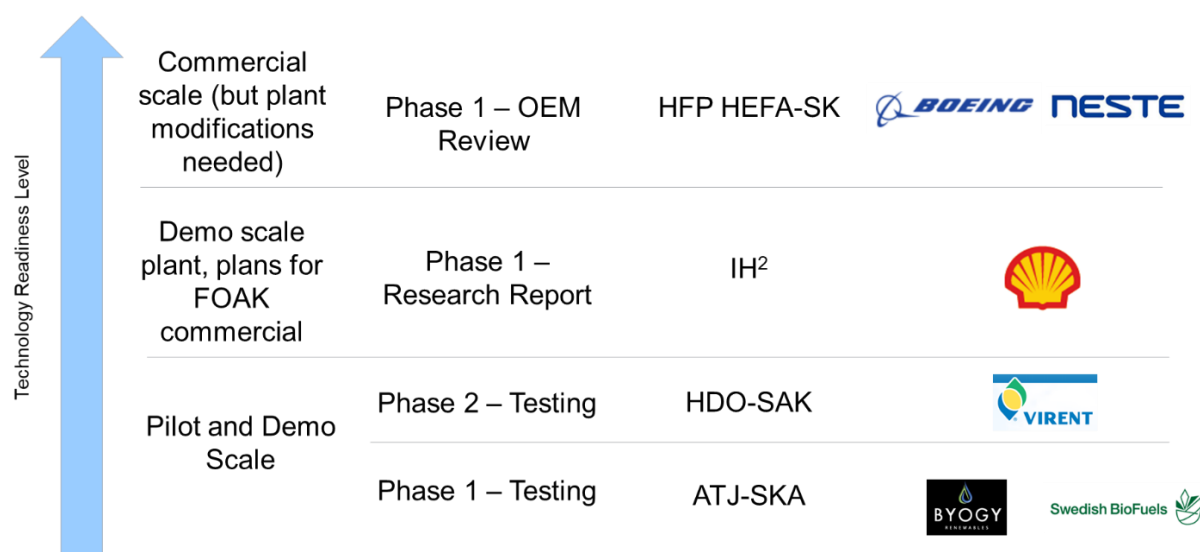 Technology Readiness Level
Commercial
scale (but plant
modifications
needed)
Phase 1 – OEM
Review
HFP HEFA-SK
BOEING
NESTE
Demo scale
plant, plans for
FOAK
commercial
Phase 1 –
Research Report
IH²
Pilot and Demo
Scale
Phase 2 – Testing
HDO-SAK
VIRENT
Phase 1 – Testing
ATJ-SKA
BYOGY
RENEWABLES
Swedish BioFuels